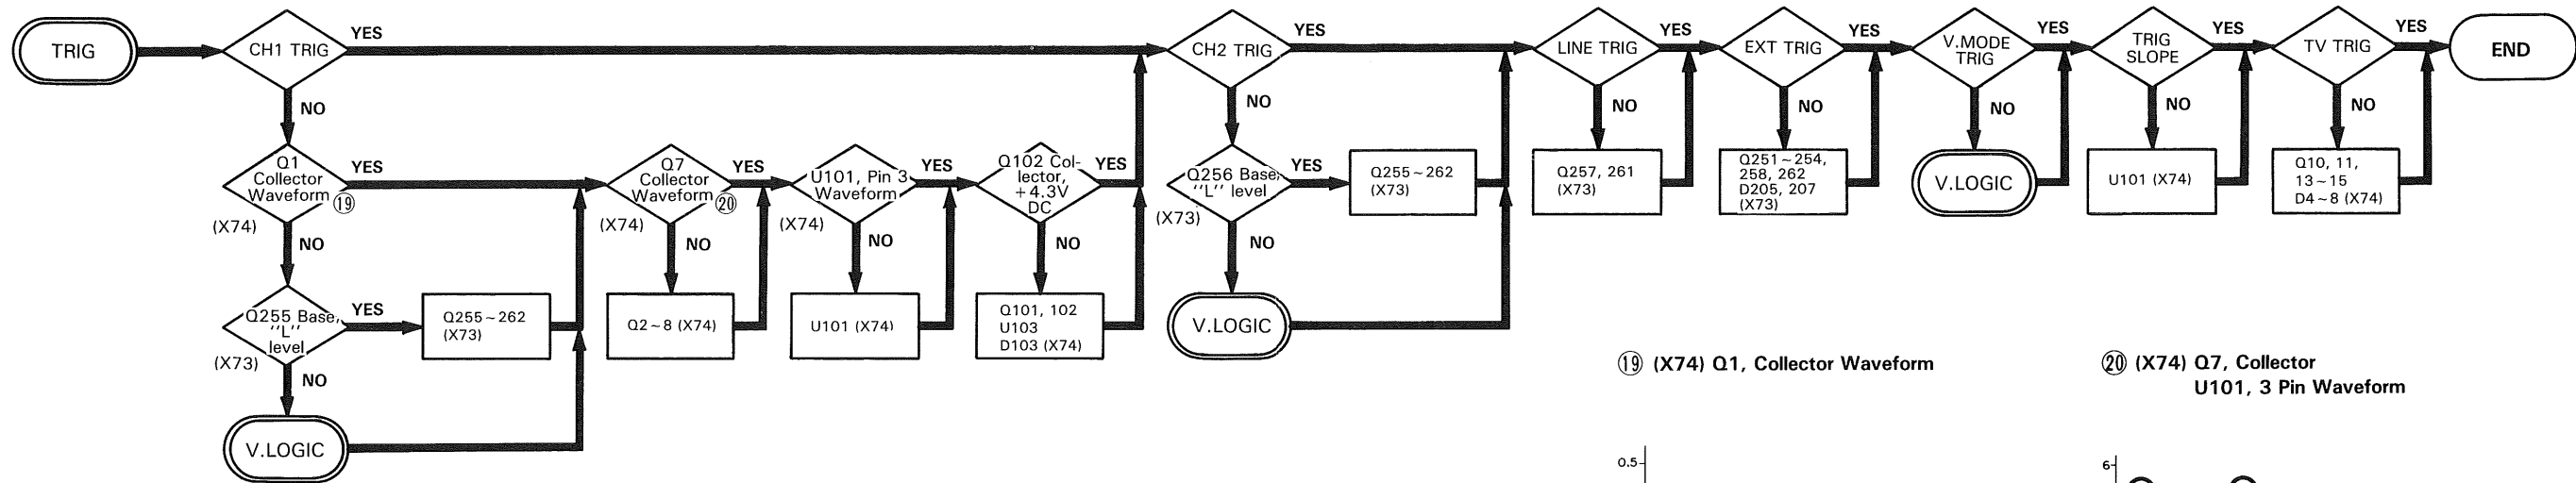 TRIG
CH1 TRIG
YES
NO
Q1
Collector
Waveform
⑲
(X74)
YES
NO
Q255 Base,
"L"
level
(X73)
YES
NO
Q255~262
(X73)
V.LOGIC
Q7
Collector
Waveform
⑳
(X74)
YES
NO
Q2~8 (X74)
U101, Pin 3
Waveform
(X74)
YES
NO
U101 (X74)
Q102 Col-
lector,
+4.3V
DC
YES
NO
Q101, 102
U103
D103 (X74)
CH2 TRIG
YES
NO
Q256 Base,
"L" level
(X73)
YES
NO
Q255~262
(X73)
V.LOGIC
LINE TRIG
YES
NO
Q257, 261
(X73)
EXT TRIG
YES
NO
Q251~254,
258, 262
D205, 207
(X73)
V.MODE
TRIG
YES
NO
V.LOGIC
TRIG
SLOPE
YES
NO
U101 (X74)
TV TRIG
YES
NO
Q10, 11,
13~15
D4~8 (X74)
END
⑲ (X74) Q1, Collector Waveform
⑳ (X74) Q7, Collector
U101, 3 Pin Waveform
0.5
6